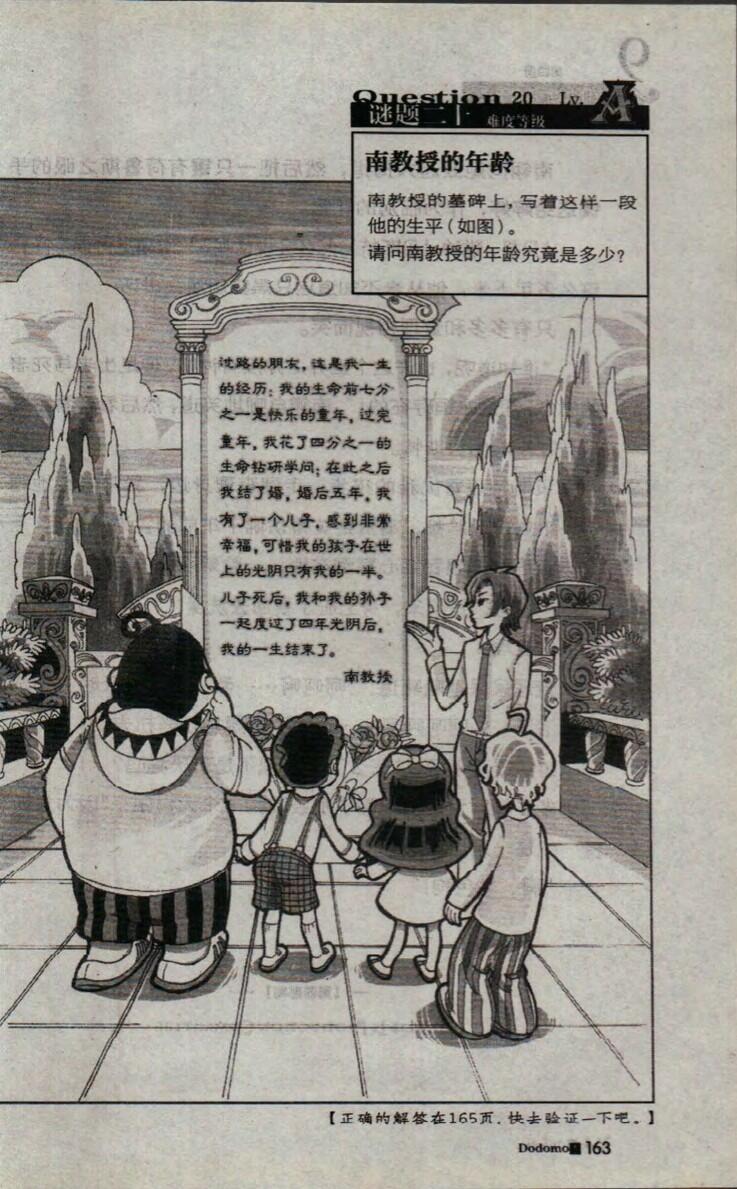 Question 20 Lv. A
谜题二十 难度等级
南教授的年龄
南教授的墓碑上，写着这样一段
他的生平（如图）。
请问南教授的年龄究竟是多少？
过路的朋友，这是我一生
的经历：我的生命前七分
之一是快乐的童年，过完
童年，我花了四分之一的
生命钻研学问；在此之后
我结了婚，婚后五年，我
有了一个儿子，感到非常
幸福，可惜我的孩子在世
上的光阴只有我的一半。
儿子死后，我和我的孙子
一起度过了四年光阴后，
我的一生结束了。
南教授
【正确的解答在165页，快去验证一下吧。】
Dodomo 163